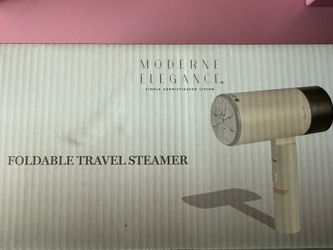 MODERNE
ELEGANCE®
SIMPLE SOPHISTICATED LIVING
FOLDABLE TRAVEL STEAMER